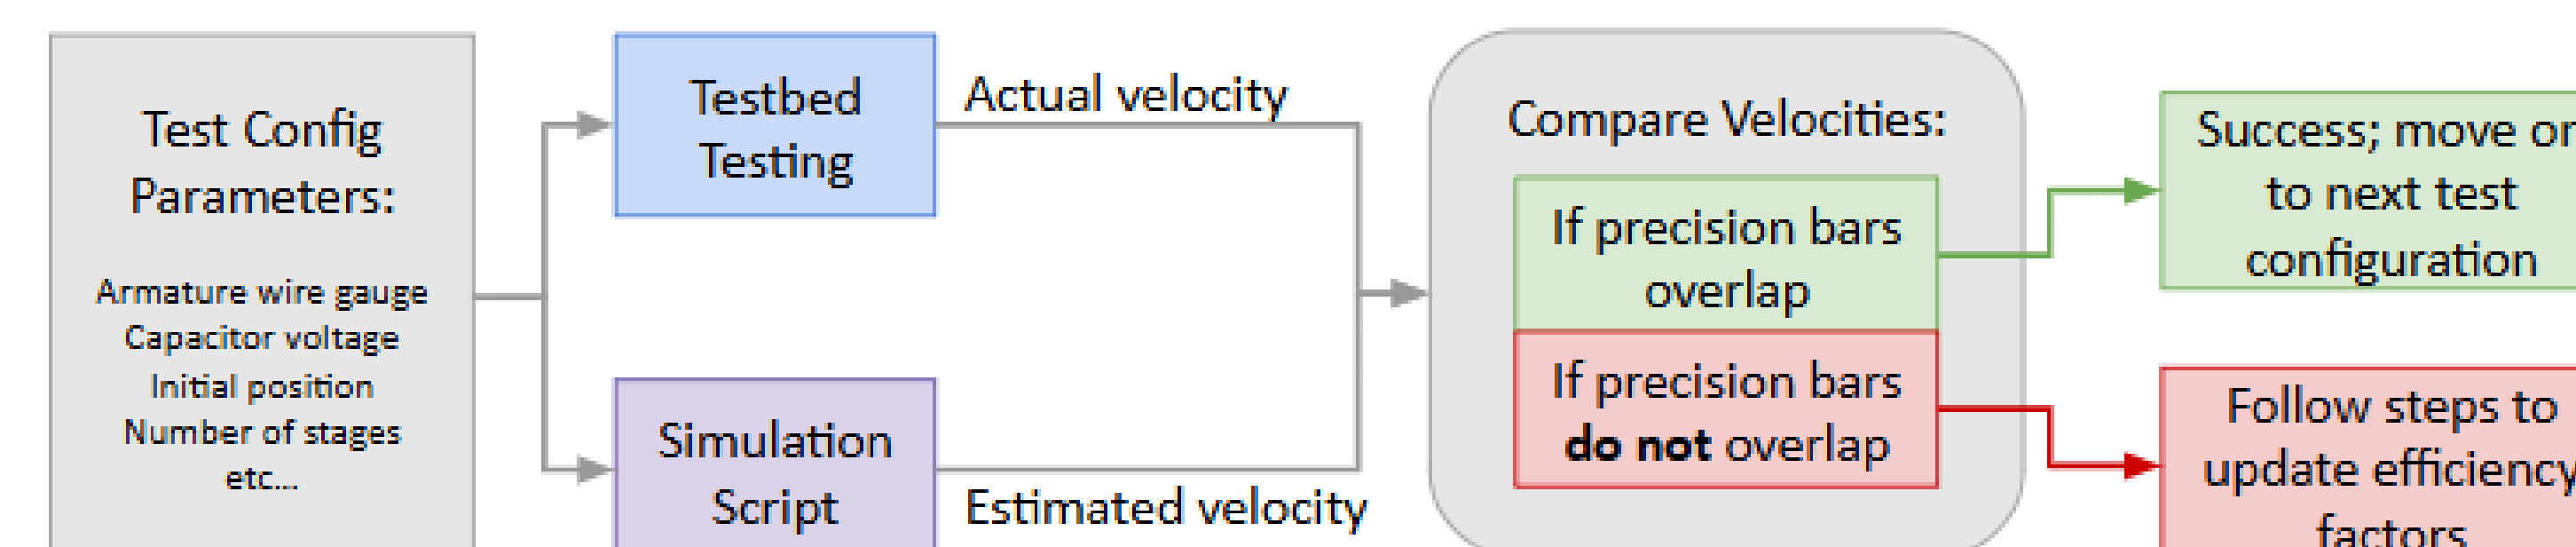 Test Config
Parameters:
Armature wire gauge
Capacitor voltage
Initial position
Number of stages
etc...
Testbed
Testing
Actual velocity
Simulation
Script
Estimated velocity
Compare Velocities:
If precision bars
overlap
If precision bars
do not overlap
Success; move on
to next test
configuration
Follow steps to
update efficiency
factors